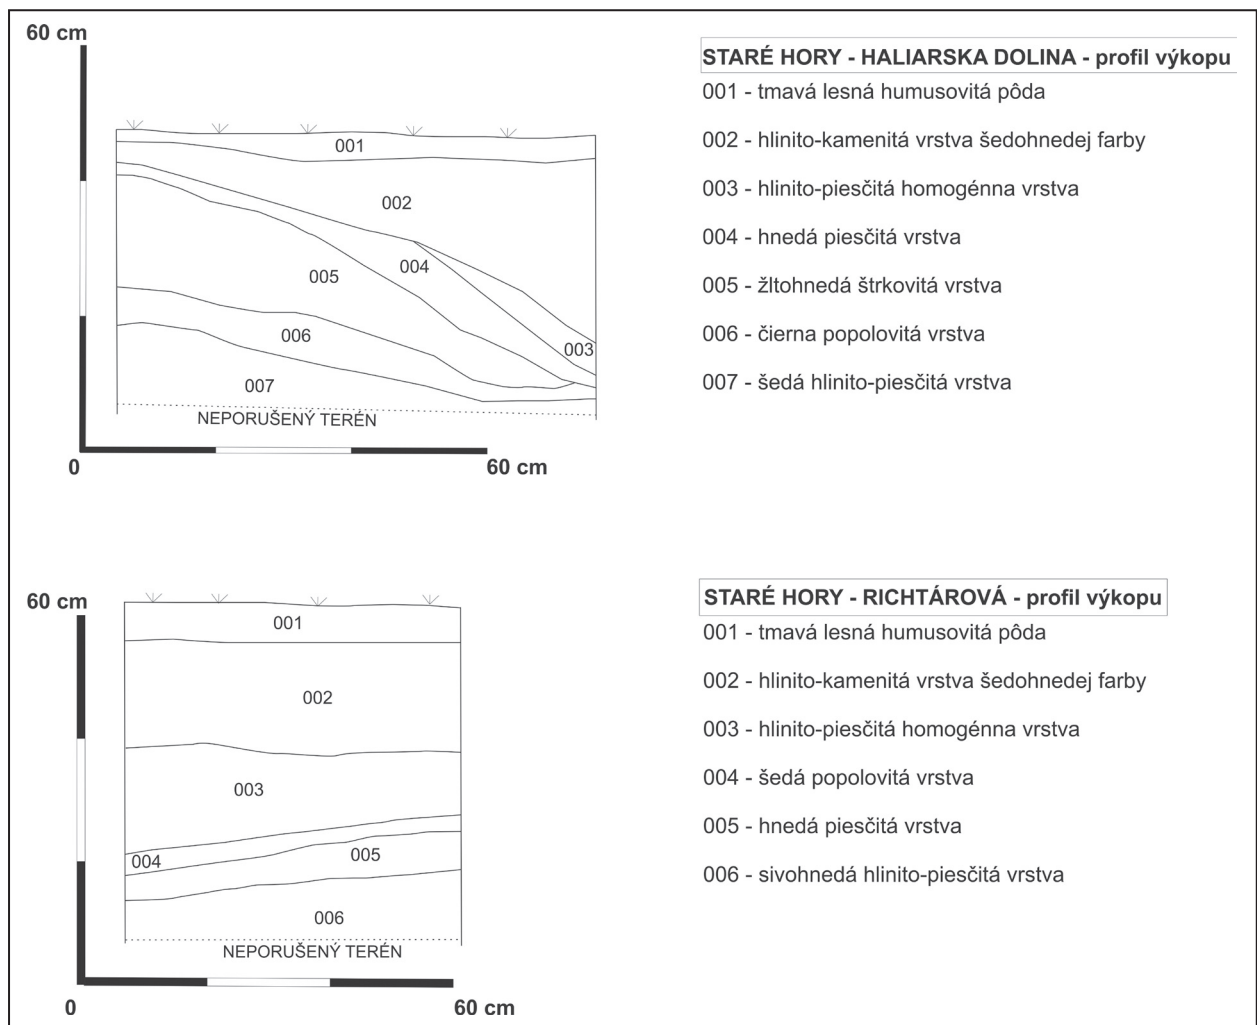 60 cm
001
002
003
004
005
006
007
NEPORUŠENÝ TERÉN
0
60 cm
STARÉ HORY - HALIARSKA DOLINA - profil výkopu
001 - tmavá lesná humusovitá pôda
002 - hlinito-kamenitá vrstva šedohnedej farby
003 - hlinito-piesčitá homogénna vrstva
004 - hnedá piesčitá vrstva
005 - žltohnedá štrkovitá vrstva
006 - čierna popolovitá vrstva
007 - šedá hlinito-piesčitá vrstva
60 cm
001
002
003
004
005
006
NEPORUŠENÝ TERÉN
0
60 cm
STARÉ HORY - RICHTÁROVÁ - profil výkopu
001 - tmavá lesná humusovitá pôda
002 - hlinito-kamenitá vrstva šedohnedej farby
003 - hlinito-piesčitá homogénna vrstva
004 - šedá popolovitá vrstva
005 - hnedá piesčitá vrstva
006 - sivohnedá hlinito-piesčitá vrstva